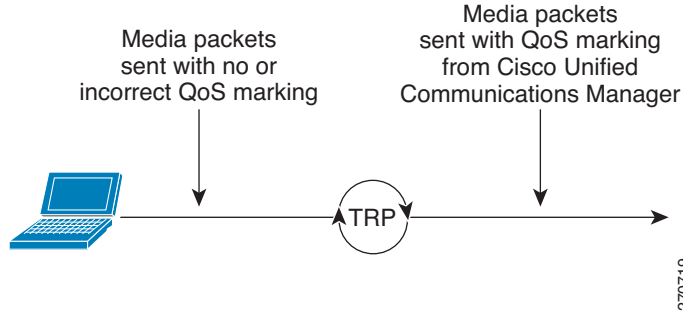 Media packets
sent with no or
incorrect QoS marking
Media packets
sent with QoS marking
from Cisco Unified
Communications Manager
TRP